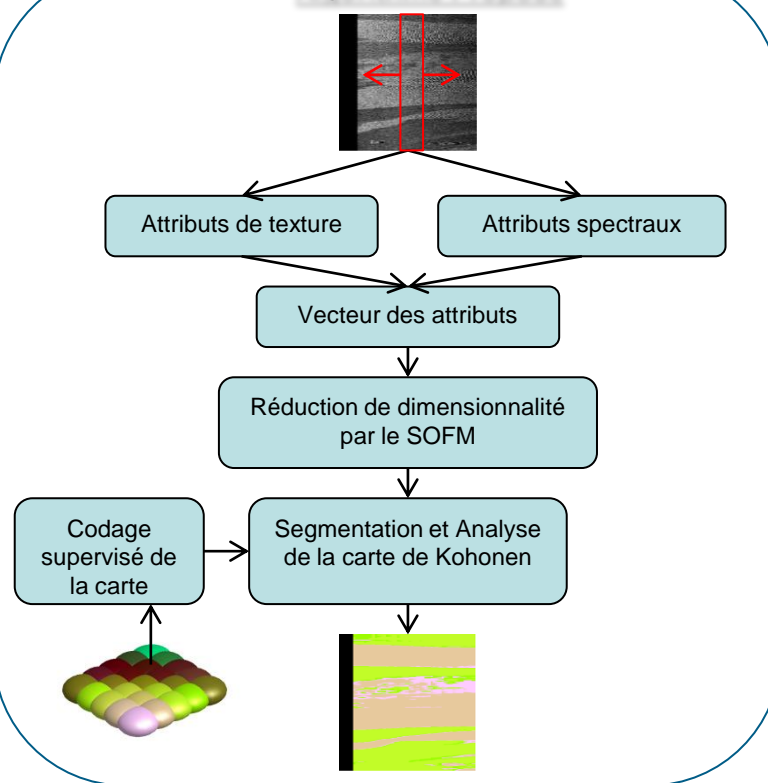 Attributs de texture
Attributs spectraux
Vecteur des attributs
Réduction de dimensionnalité
par le SOFM
Codage
supervisé de
la carte
Segmentation et Analyse
de la carte de Kohonen